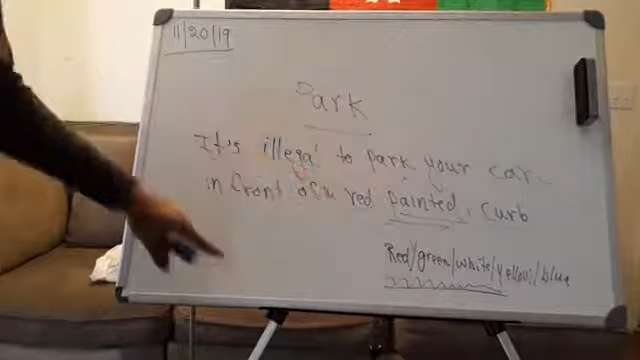 11/20/19
Park
It's illegal to park your car
in front of a red painted curb
Red/green/white/yellow/blue